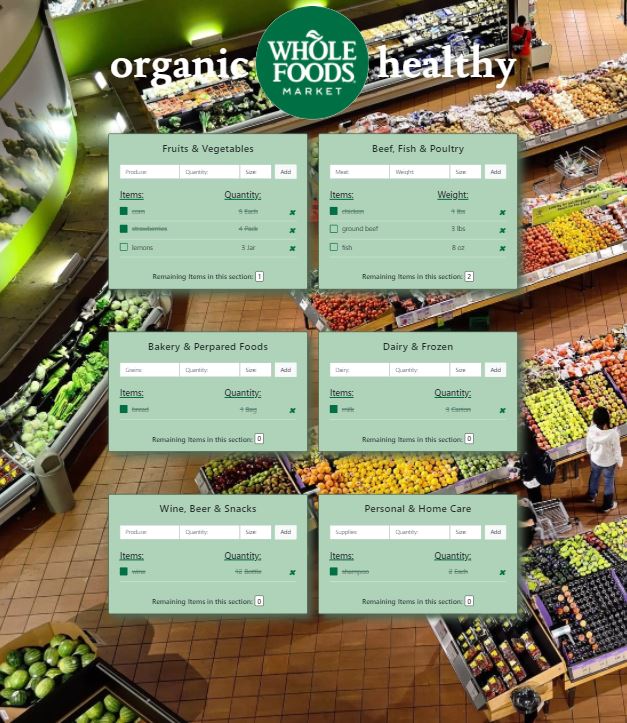 organic WHOLE FOODS MARKET healthy
Fruits & Vegetables
Produce: Quantity: Size Add
Items: Quantity:
corn 5 Each ✖
strawberries 4 Pack ✖
lemons 3 Jar ✖
Remaining Items in this section: 1
Beef, Fish & Poultry
Meat: Weight Size Add
Items: Weight:
chicken 1 lbs ✖
ground beef 3 lbs ✖
fish 8 oz ✖
Remaining Items in this section: 2
Bakery & Perpared Foods
Grains: Quantity: Size Add
Items: Quantity:
bread 1 Bag ✖
Remaining Items in this section: 0
Dairy & Frozen
Dairy: Quantity: Size Add
Items: Quantity:
milk 3 Carton ✖
Remaining Items in this section: 0
Wine, Beer & Snacks
Produce: Quantity: Size Add
Items: Quantity:
wine 12 Bottle ✖
Remaining Items in this section: 0
Personal & Home Care
Supplies: Quantity: Size Add
Items: Quantity:
shampoo 2 Each ✖
Remaining Items in this section: 0